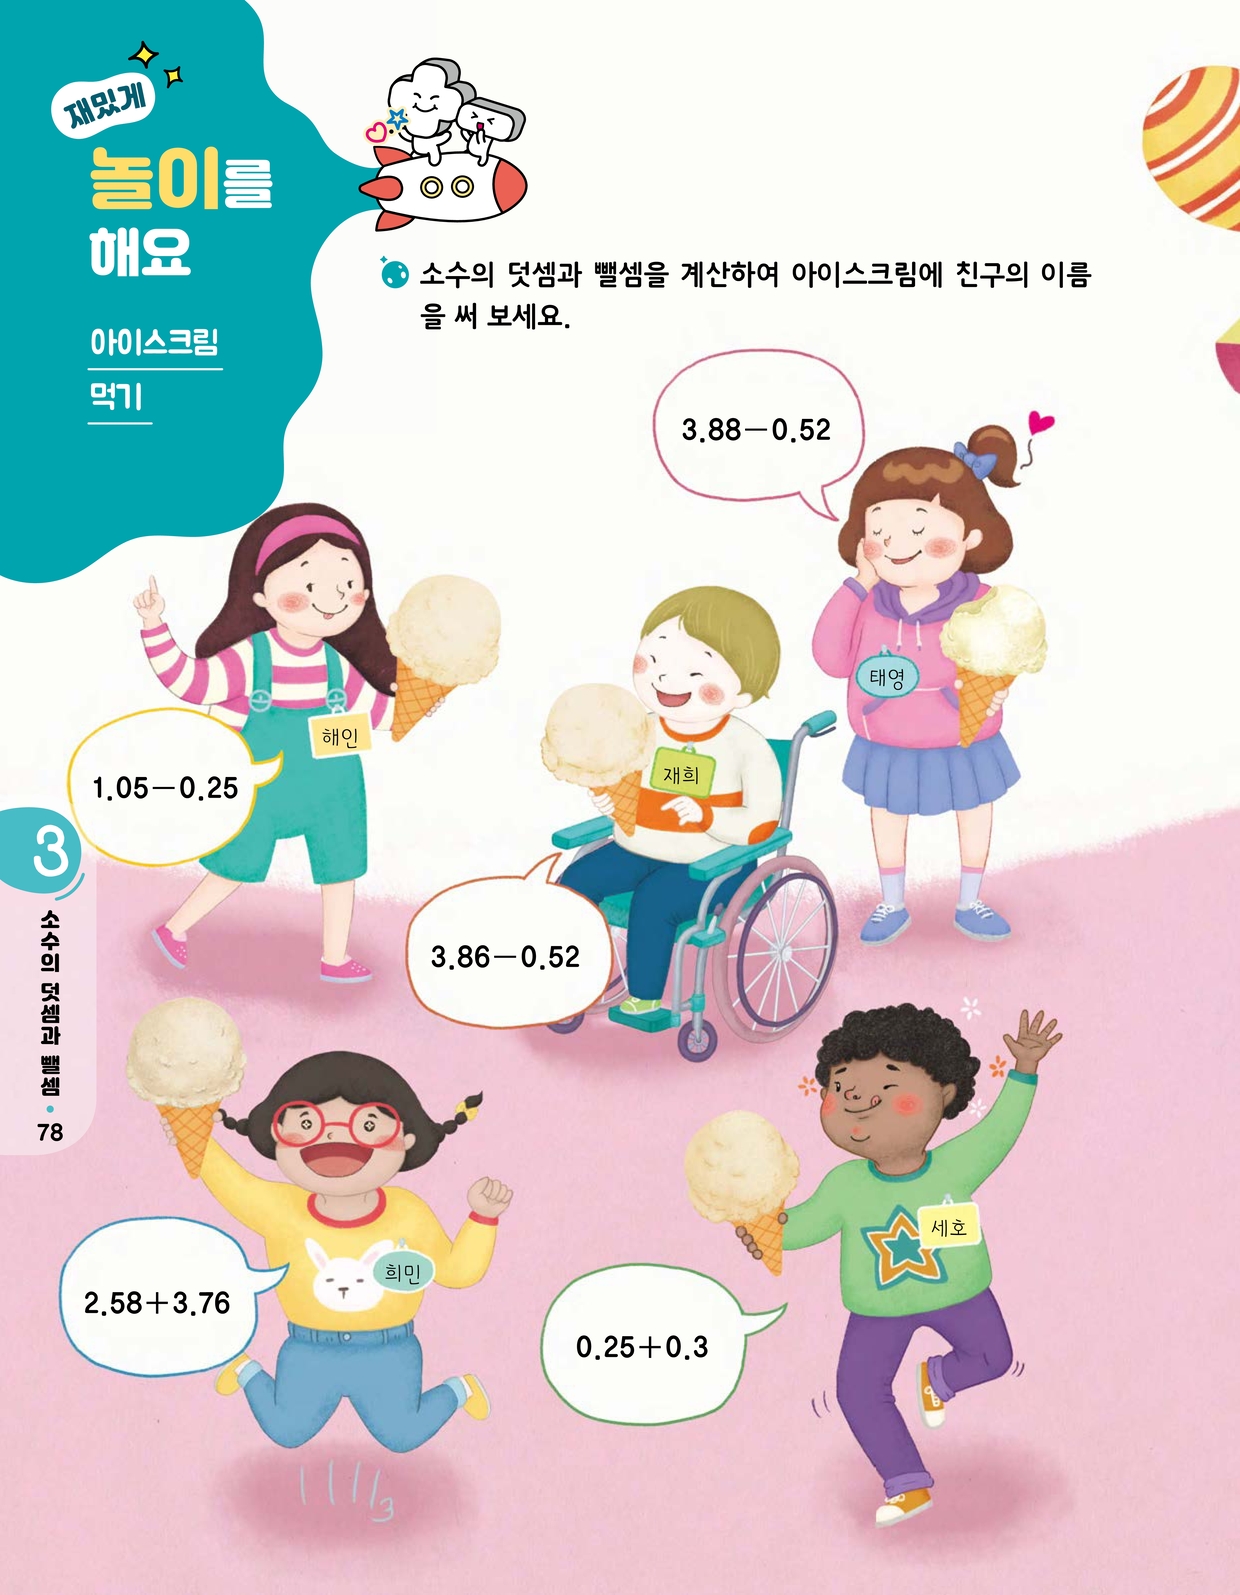 재밌게
놀이를
해요
아이스크림
먹기
소수의 덧셈과 뺄셈을 계산하여 아이스크림에 친구의 이름
을 써 보세요.
3.88-0.52
태영
해인
1.05-0.25
재희
3.86-0.52
3
소수의 덧셈과 뺄셈
78
희민
2.58+3.76
세호
0.25+0.3